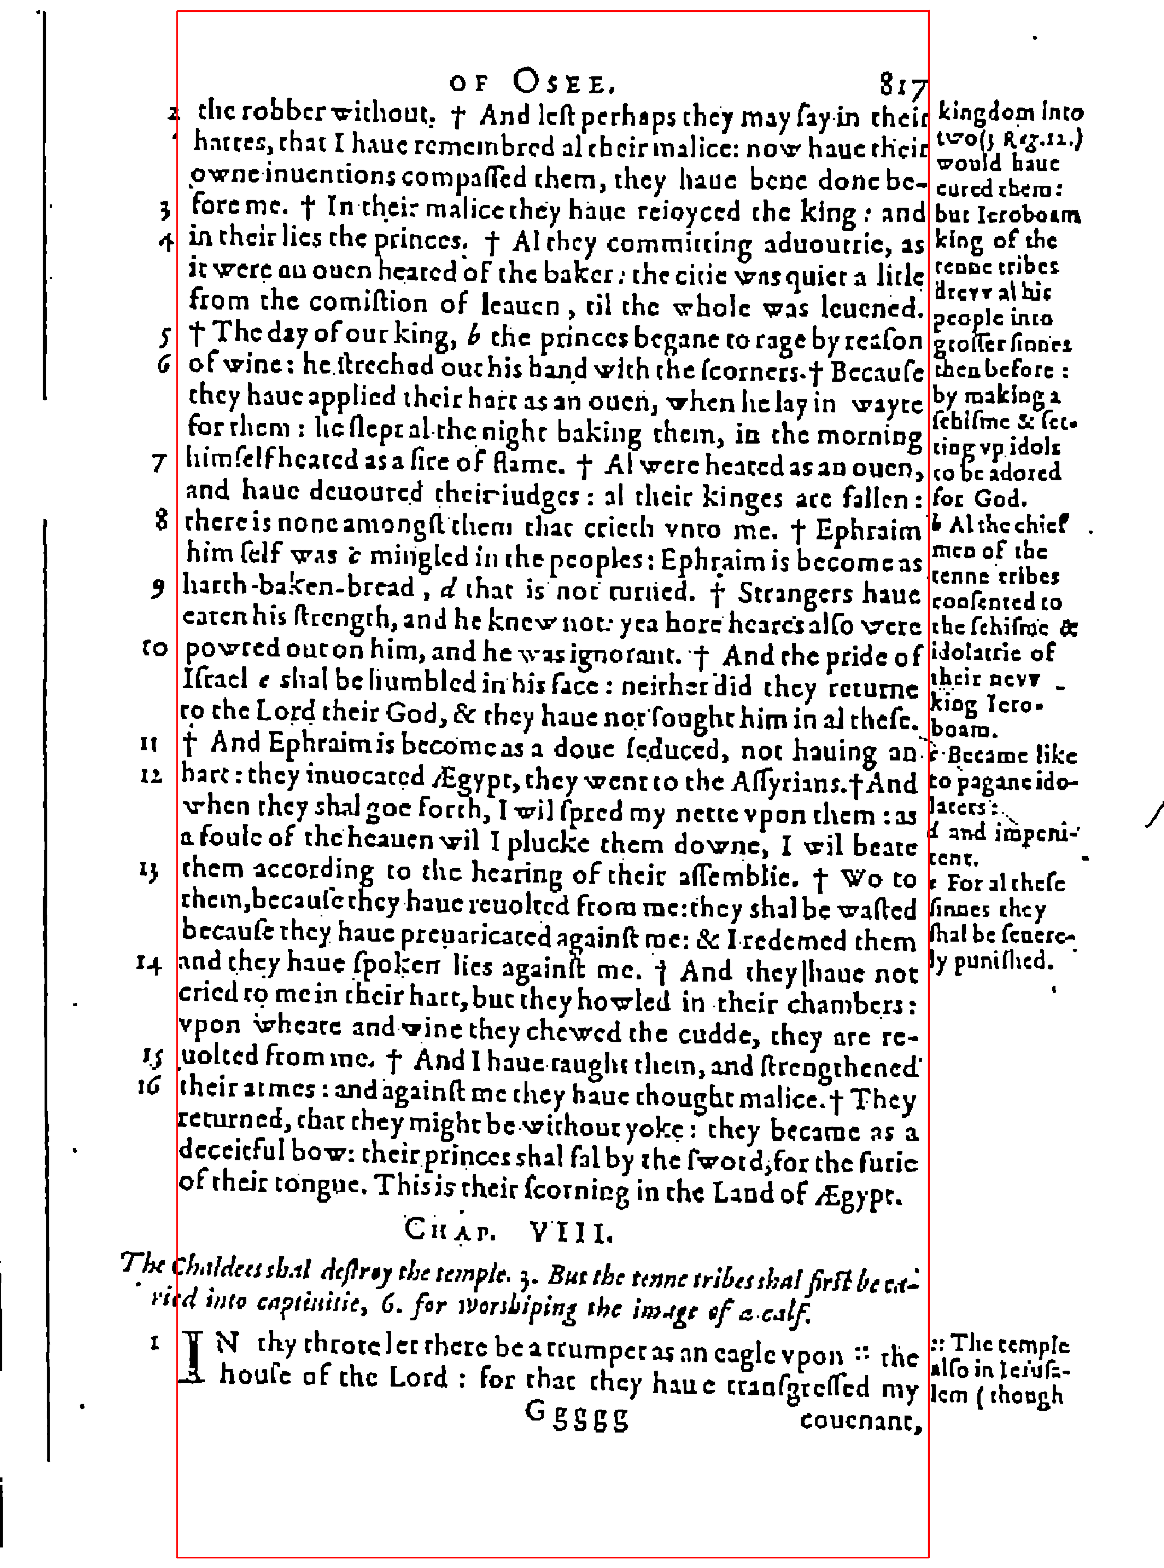 OF OSEE. 817
2 the robber without. † And lest perhaps they may say in their
hartes, that I haue remembred al their malice: now haue their
owne inuentions compassed them, they haue bene done be-
3 fore me. † In their malice they haue reioyced the king: and
4 in their lies the princes. † Al they committing aduoutrie, as
it were an ouen heated of the baker: the citie was quiet a litle
from the comistion of leauen, til the whole was leuened.
5 † The day of our king, b the princes begane to rage by reason
6 of wine: he streched out his hand with the scorners. † Because
they haue applied their hart as an ouen, when he lay in wayte
for them: he slept al the night baking them, in the morning
7 himself heated as a fire of flame. † Al were heated as an ouen,
and haue deuoured their iudges: al their kinges are fallen:
8 there is none amongst them that crieth vnto me. † Ephraim
him self was c mingled in the peoples: Ephraim is become as
9 harth-baken-bread, d that is not turned. † Strangers haue
eaten his strength, and he knew not: yea hore heares also were
10 powred out on him, and he was ignorant. † And the pride of
Israel e shal be humbled in his face: neither did they returne
to the Lord their God, & they haue not sought him in al these.
11 † And Ephraim is become as a doue seduced, not hauing an
12 hart: they inuocated Ægypt, they went to the Assyrians. † And
when they shal goe forth, I wil spred my nette vpon them: as
a foule of the heauen wil I plucke them downe, I wil beate
13 them according to the hearing of their assemblie. † Wo to
them, because they haue reuolted from me: they shal be wasted
because they haue preuaricated against me: & I redemed them
14 and they haue spoken lies against me. † And they haue not
cried to me in their hart, but they howled in their chambers:
vpon wheate and wine they chewed the cudde, they are re-
15 uolted from me. † And I haue taught them, and strengthened
16 their armes: and against me they haue thought malice. † They
returned, that they might be without yoke: they became as a
deceitful bow: their princes shal fal by the sword, for the furie
of their tongue. This is their scorning in the Land of Ægypt.
CHAP. VIII.
The Chaldees shal destroy the temple. 3. But the tenne tribes shal first be ca-
ried into captiuitie, 6. for worshiping the image of a calf.
1 IN thy throte let there be a trumpet as an eagle vpon :: the
house of the Lord: for that they haue transgressed my
Ggggg couenant,
kingdom into
two (3 Reg. 12.)
would haue
cured them:
but Ieroboam
king of the
tenne tribes
drevv al his
people into
grosser sinnes
then before:
by making a
schisme & set-
ting vp idols
to be adored
for God.
b Al the chief
men of the
tenne tribes
consented to
the schisme &
idolatrie of
their nevv
king Iero-
boam.
c Became like
to pagane ido-
laters:
d and impeni-
tent.
e For al these
sinnes they
shal be seuere-
ly punished.
:: The temple
also in Ierusa-
lem (though